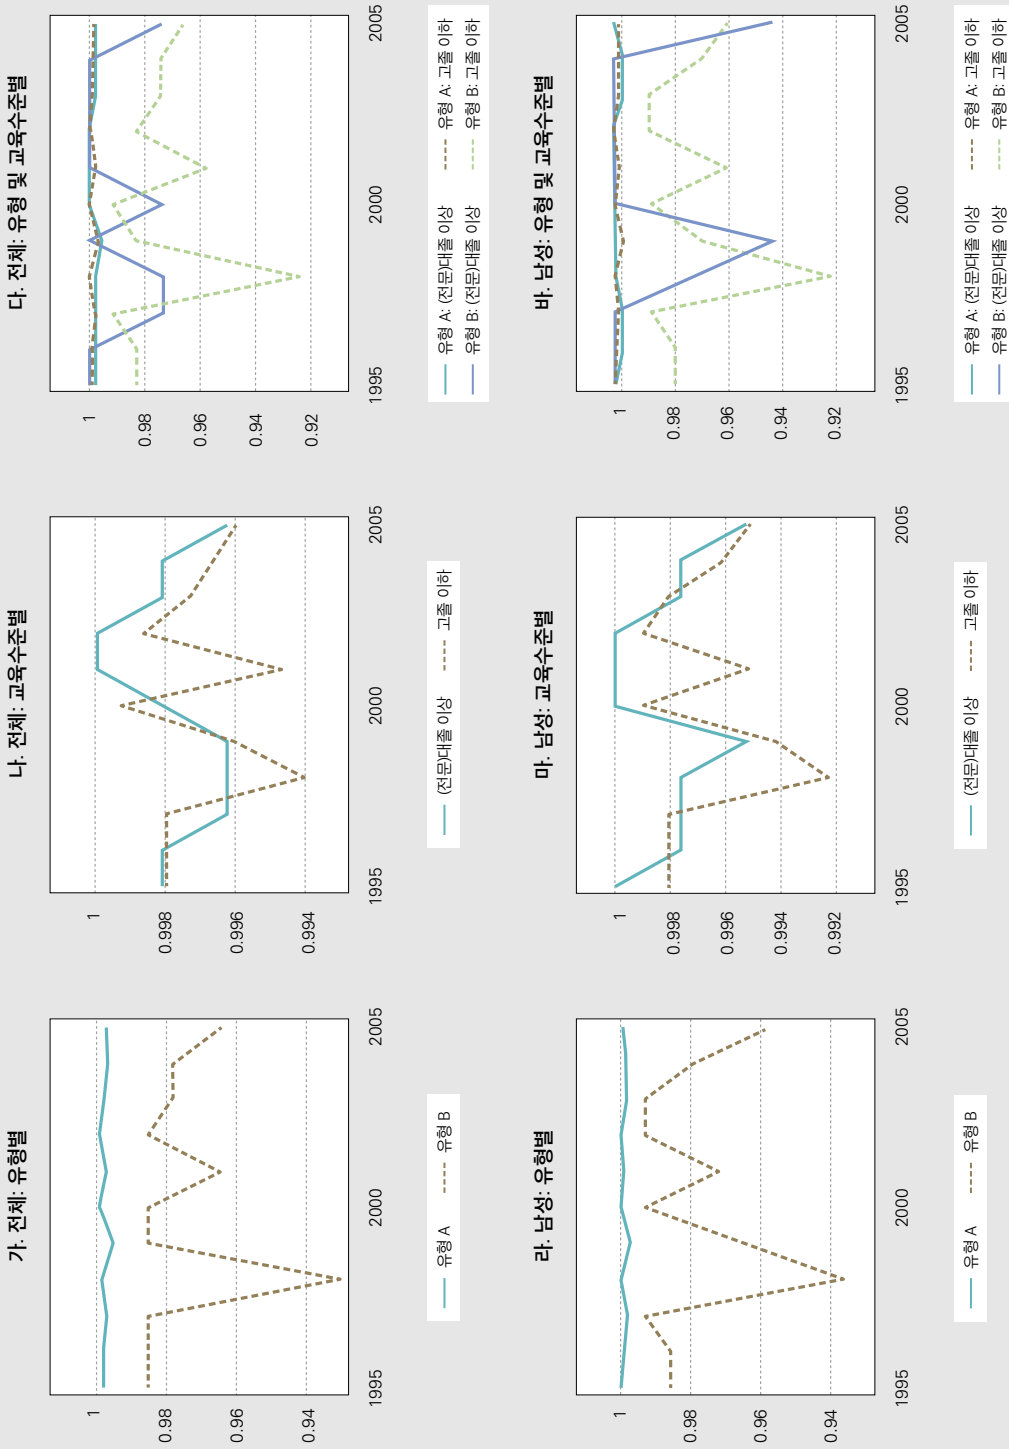 가. 전체: 유형별
1
0.98
0.96
0.94
1995
2000
2005
유형 A
유형 B
나. 전체: 교육수준별
1
0.998
0.996
0.994
1995
2000
2005
(전문)대졸 이상
고졸 이하
다. 전체: 유형 및 교육수준별
1
0.98
0.96
0.94
0.92
1995
2000
2005
유형 A: (전문)대졸 이상
유형 A: 고졸 이하
유형 B: (전문)대졸 이상
유형 B: 고졸 이하
라. 남성: 유형별
1
0.98
0.96
0.94
1995
2000
2005
유형 A
유형 B
마. 남성: 교육수준별
1
0.998
0.996
0.994
0.992
1995
2000
2005
(전문)대졸 이상
고졸 이하
바. 남성: 유형 및 교육수준별
1
0.98
0.96
0.94
0.92
1995
2000
2005
유형 A: (전문)대졸 이상
유형 A: 고졸 이하
유형 B: (전문)대졸 이상
유형 B: 고졸 이하